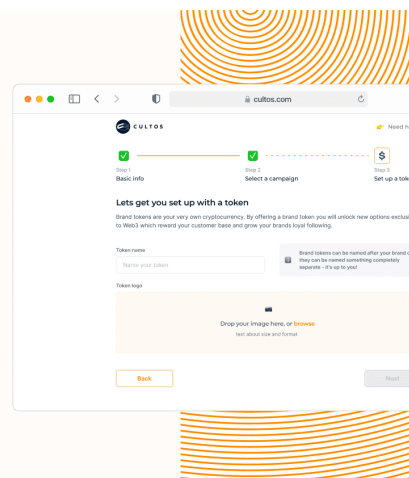 cultos.com
CULTOS
Need h
Step 1
Step 2
Step 3
Basic info
Select a campaign
Set up a tok
Lets get you set up with a token
Brand tokens are your very own cryptocurrency. By offering a brand token you will unlock new options exclusi
to Web3 which reward your customer base and grow your brands loyal following.
Token name
Name your token
Brand tokens can be named after your brand o
they can be named something completely
separate - it's up to you!
Token logo
Drop your image here, or browse
text about size and format
Back
Next